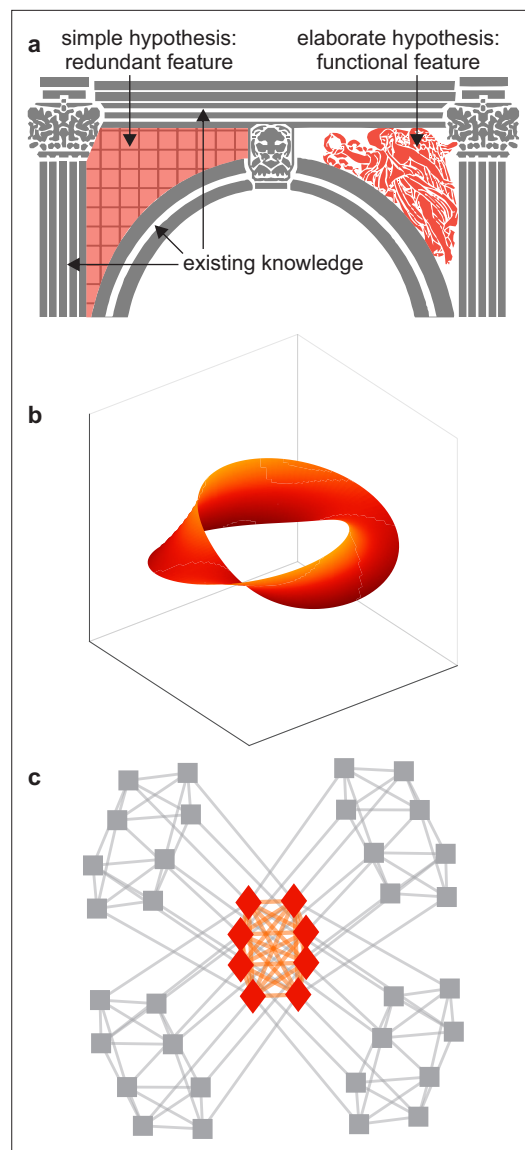 a
simple hypothesis:
redundant feature
elaborate hypothesis:
functional feature
existing knowledge
b
c